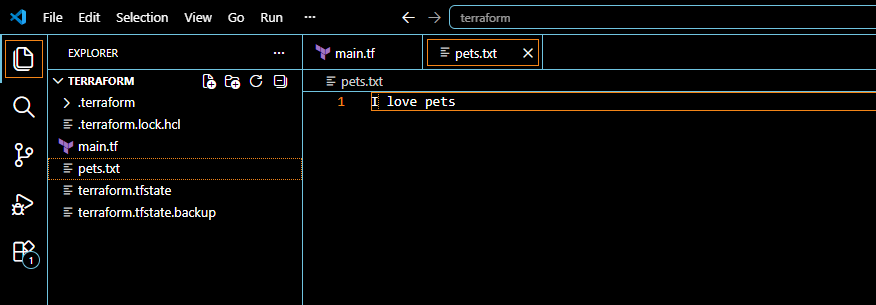 File Edit Selection View Go Run ··· ← → terraform
EXPLORER ···
TERRAFORM
.terraform
.terraform.lock.hcl
main.tf
pets.txt
terraform.tfstate
terraform.tfstate.backup
1
main.tf pets.txt
pets.txt
1 I love pets